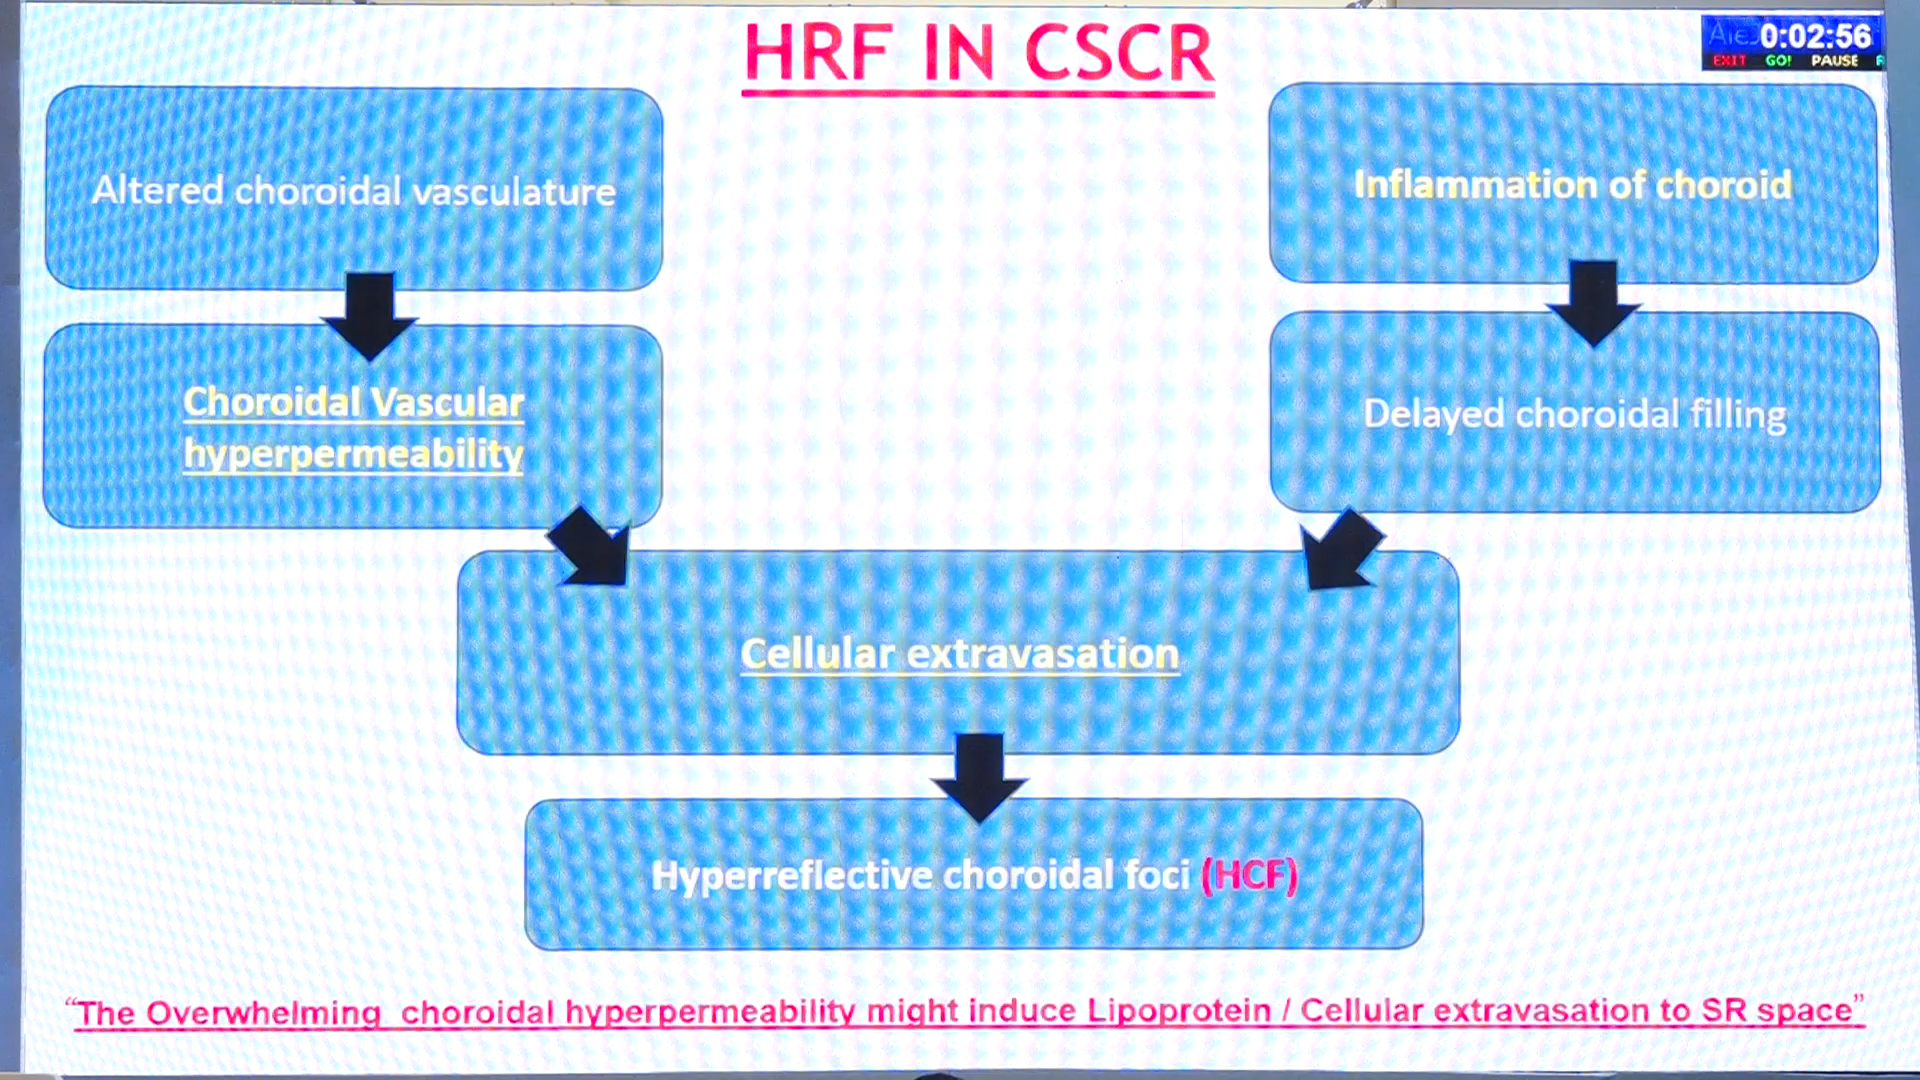 HRF IN CSCR
0:02:56
EXIT GO! PAUSE
Altered choroidal vasculature
Inflammation of choroid
Choroidal Vascular
hyperpermeability
Delayed choroidal filling
Cellular extravasation
Hyperreflective choroidal foci (HCF)
“The Overwhelming choroidal hyperpermeability might induce Lipoprotein / Cellular extravasation to SR space”